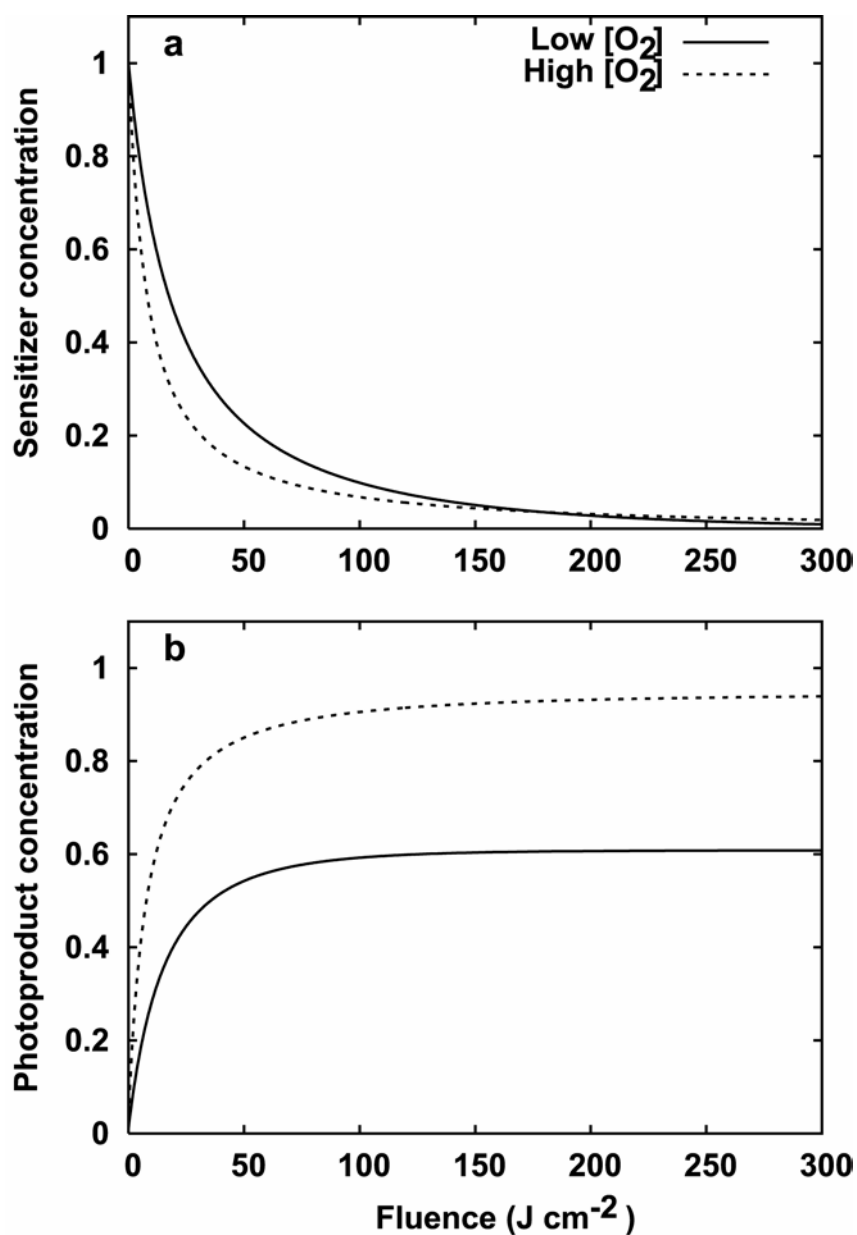 a
Low [O2]
High [O2]
1
0.8
0.6
0.4
0.2
0
0 50 100 150 200 250 300
Sensitizer concentration
b
1
0.8
0.6
0.4
0.2
0
0 50 100 150 200 250 300
Photoproduct concentration
Fluence (J cm-2 )